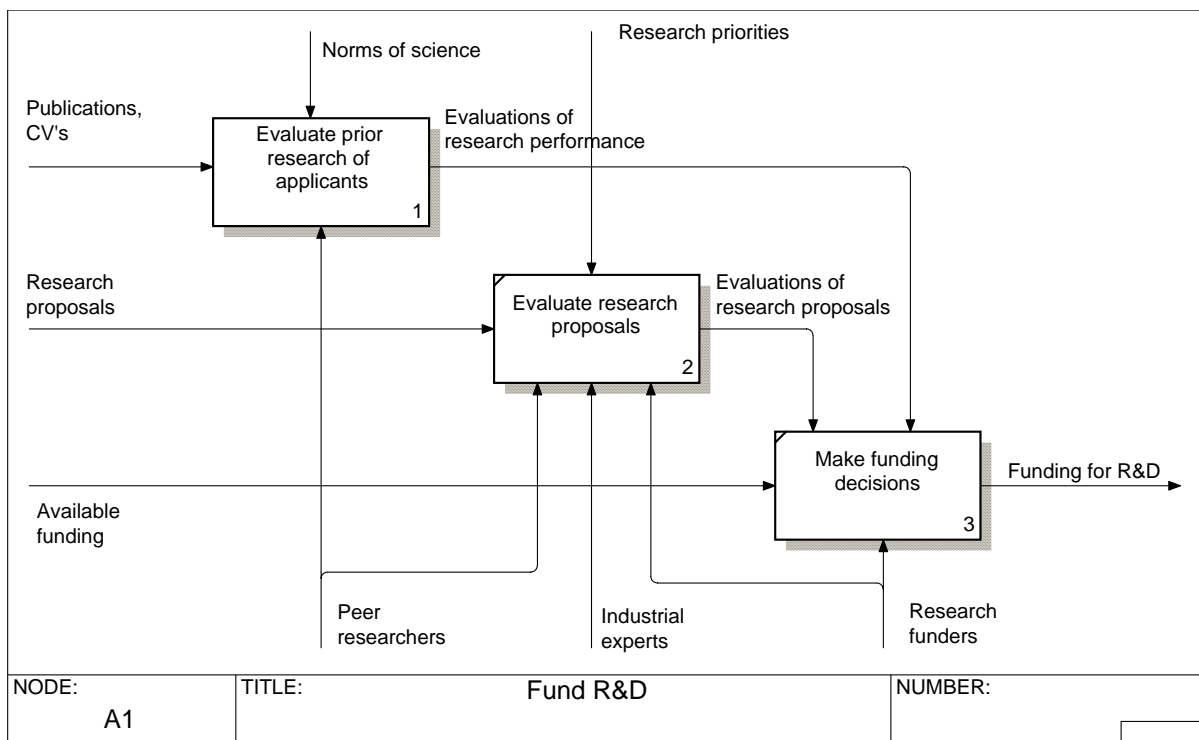 Research priorities
Norms of science
Publications,
CV's
Evaluations of
research performance
Evaluate prior
research of
applicants
1
Research
proposals
Evaluations of
research proposals
Evaluate research
proposals
2
Make funding
decisions
3
Funding for R&D
Available
funding
Peer
researchers
Industrial
experts
Research
funders
NODE:
A1
TITLE:
Fund R&D
NUMBER: